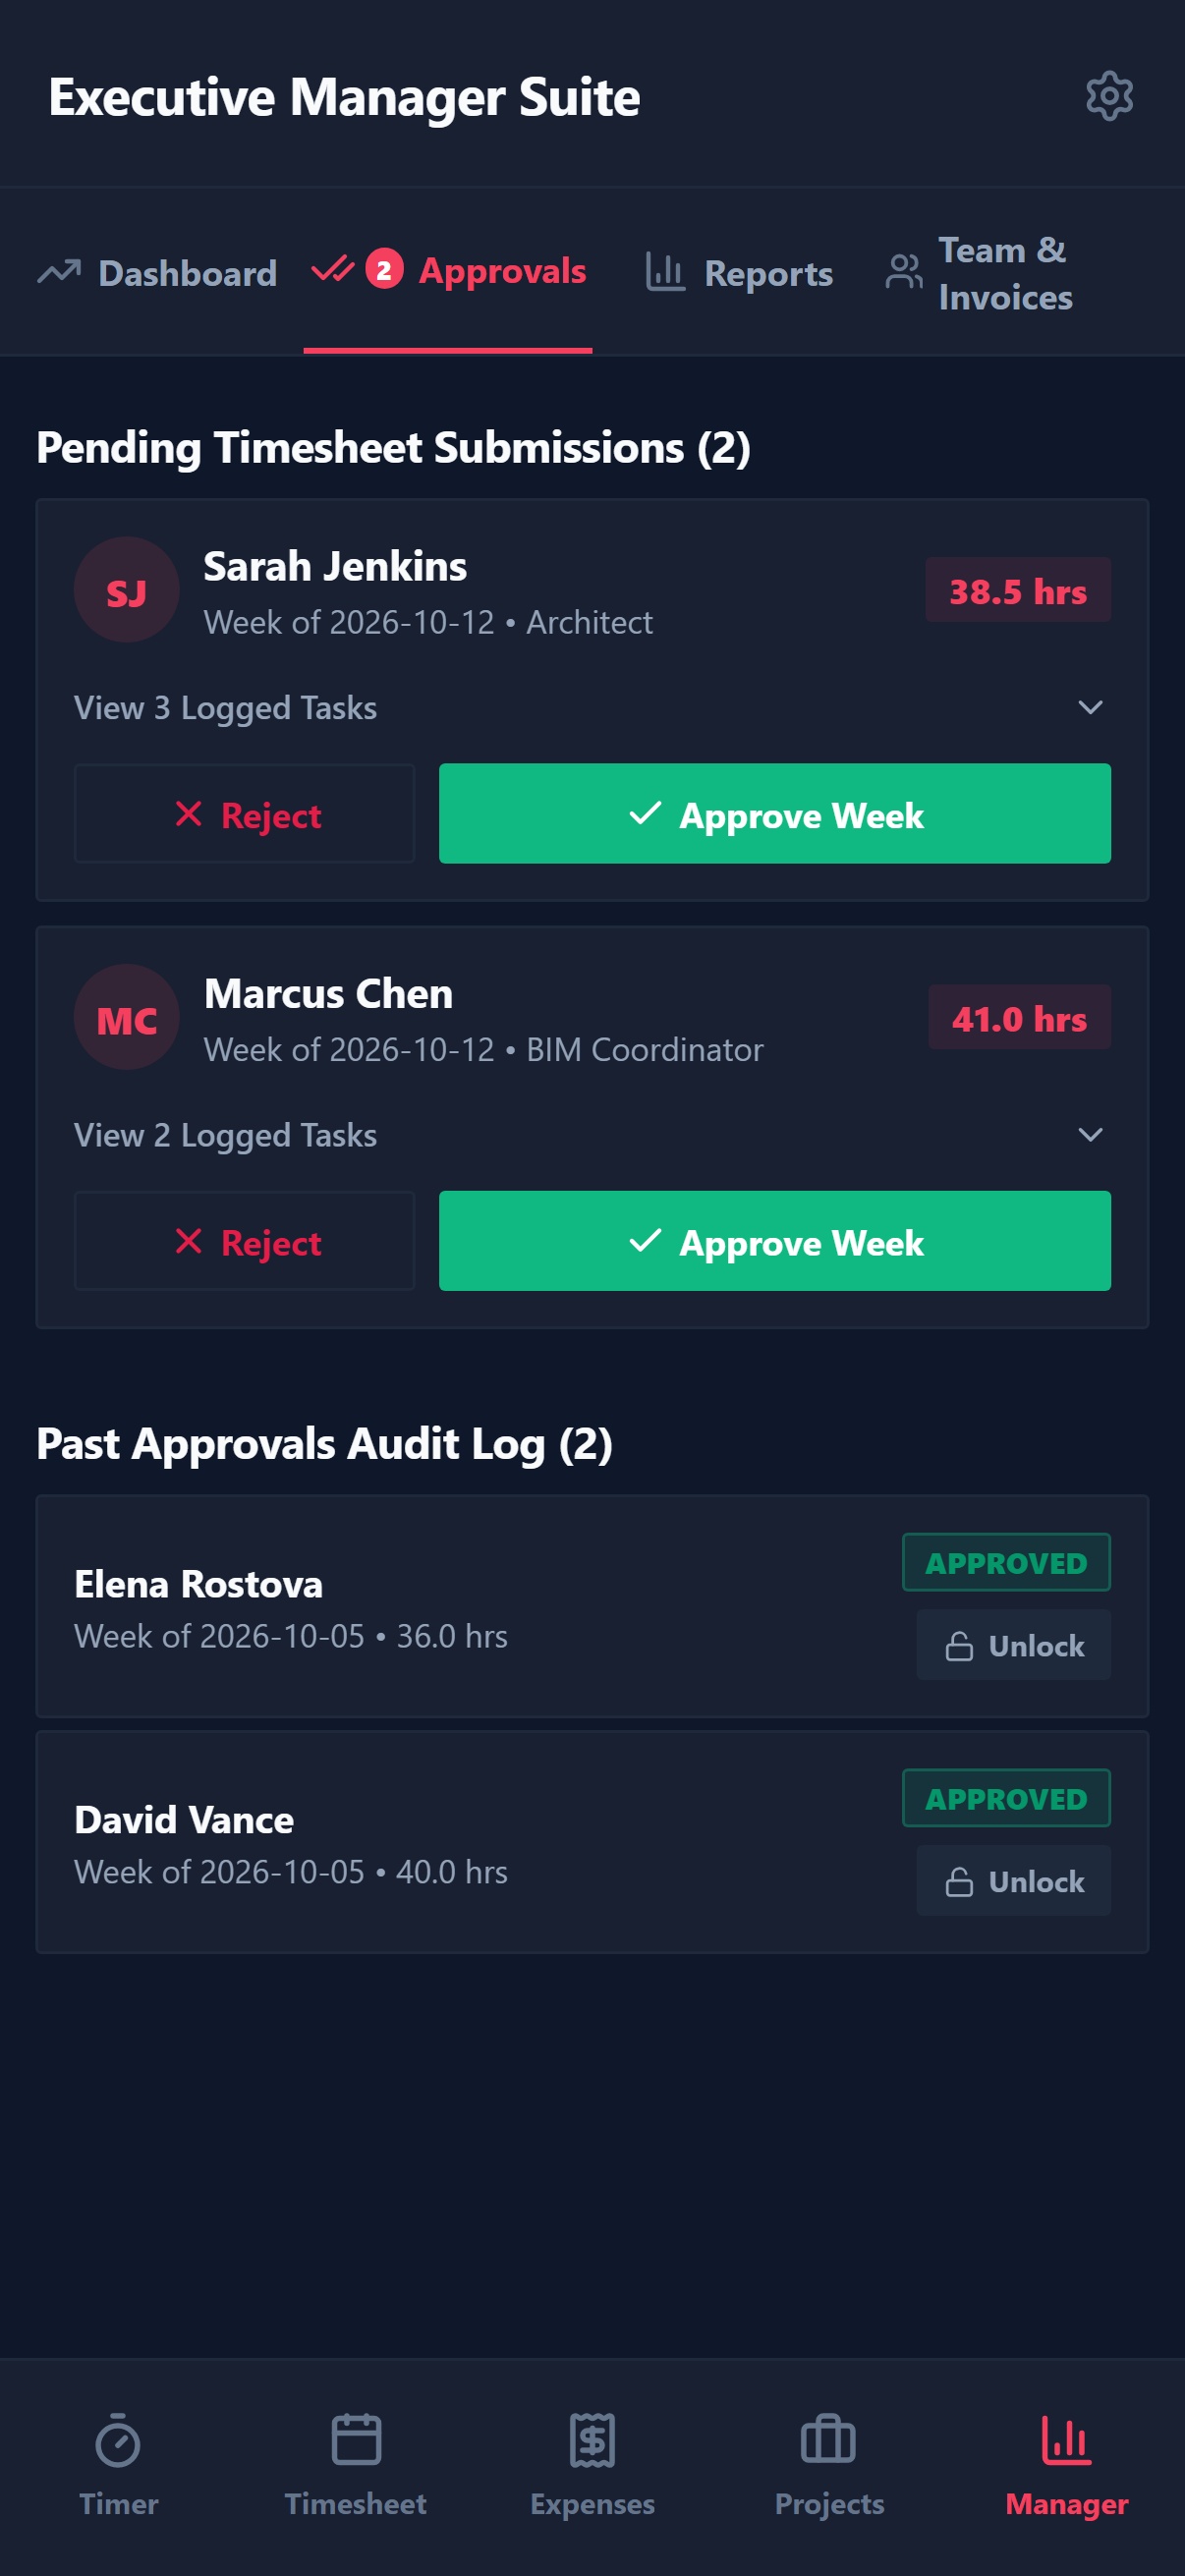 Executive Manager Suite
Dashboard
2 Approvals
Reports
Team &
Invoices
Pending Timesheet Submissions (2)
SJ
Sarah Jenkins
Week of 2026-10-12 • Architect
38.5 hrs
View 3 Logged Tasks
Reject
Approve Week
MC
Marcus Chen
Week of 2026-10-12 • BIM Coordinator
41.0 hrs
View 2 Logged Tasks
Reject
Approve Week
Past Approvals Audit Log (2)
Elena Rostova
Week of 2026-10-05 • 36.0 hrs
APPROVED
Unlock
David Vance
Week of 2026-10-05 • 40.0 hrs
APPROVED
Unlock
Timer
Timesheet
Expenses
Projects
Manager